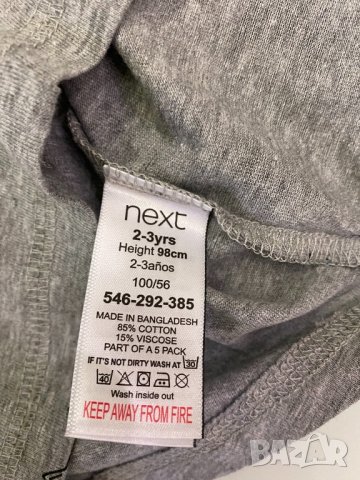 next
2-3yrs
Height 98cm
2-3años
100/56
546-292-385
MADE IN BANGLADESH
85% COTTON
15% VISCOSE
PART OF A 5 PACK
IF IT'S NOT DIRTY WASH AT 30
40
Wash inside out
KEEP AWAY FROM FIRE
BAZAR